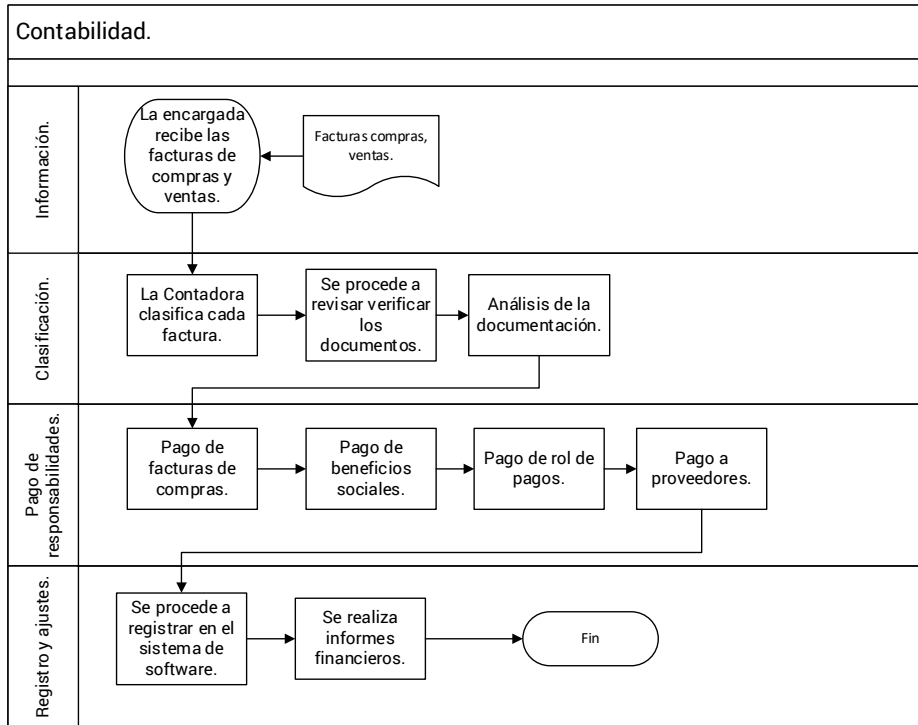 Contabilidad.
Información.
La encargada
recibe las
facturas de
compras y
ventas.
Facturas compras,
ventas.
Clasificación.
La Contadora
clasifica cada
factura.
Se procede a
revisar verificar
los
documentos.
Análisis de la
documentación.
Pago de
responsabilidades.
Pago de
facturas de
compras.
Pago de
beneficios
sociales.
Pago de rol de
pagos.
Pago a
proveedores.
Registro y ajustes.
Se procede a
registrar en el
sistema de
software.
Se realiza
informes
financieros.
Fin